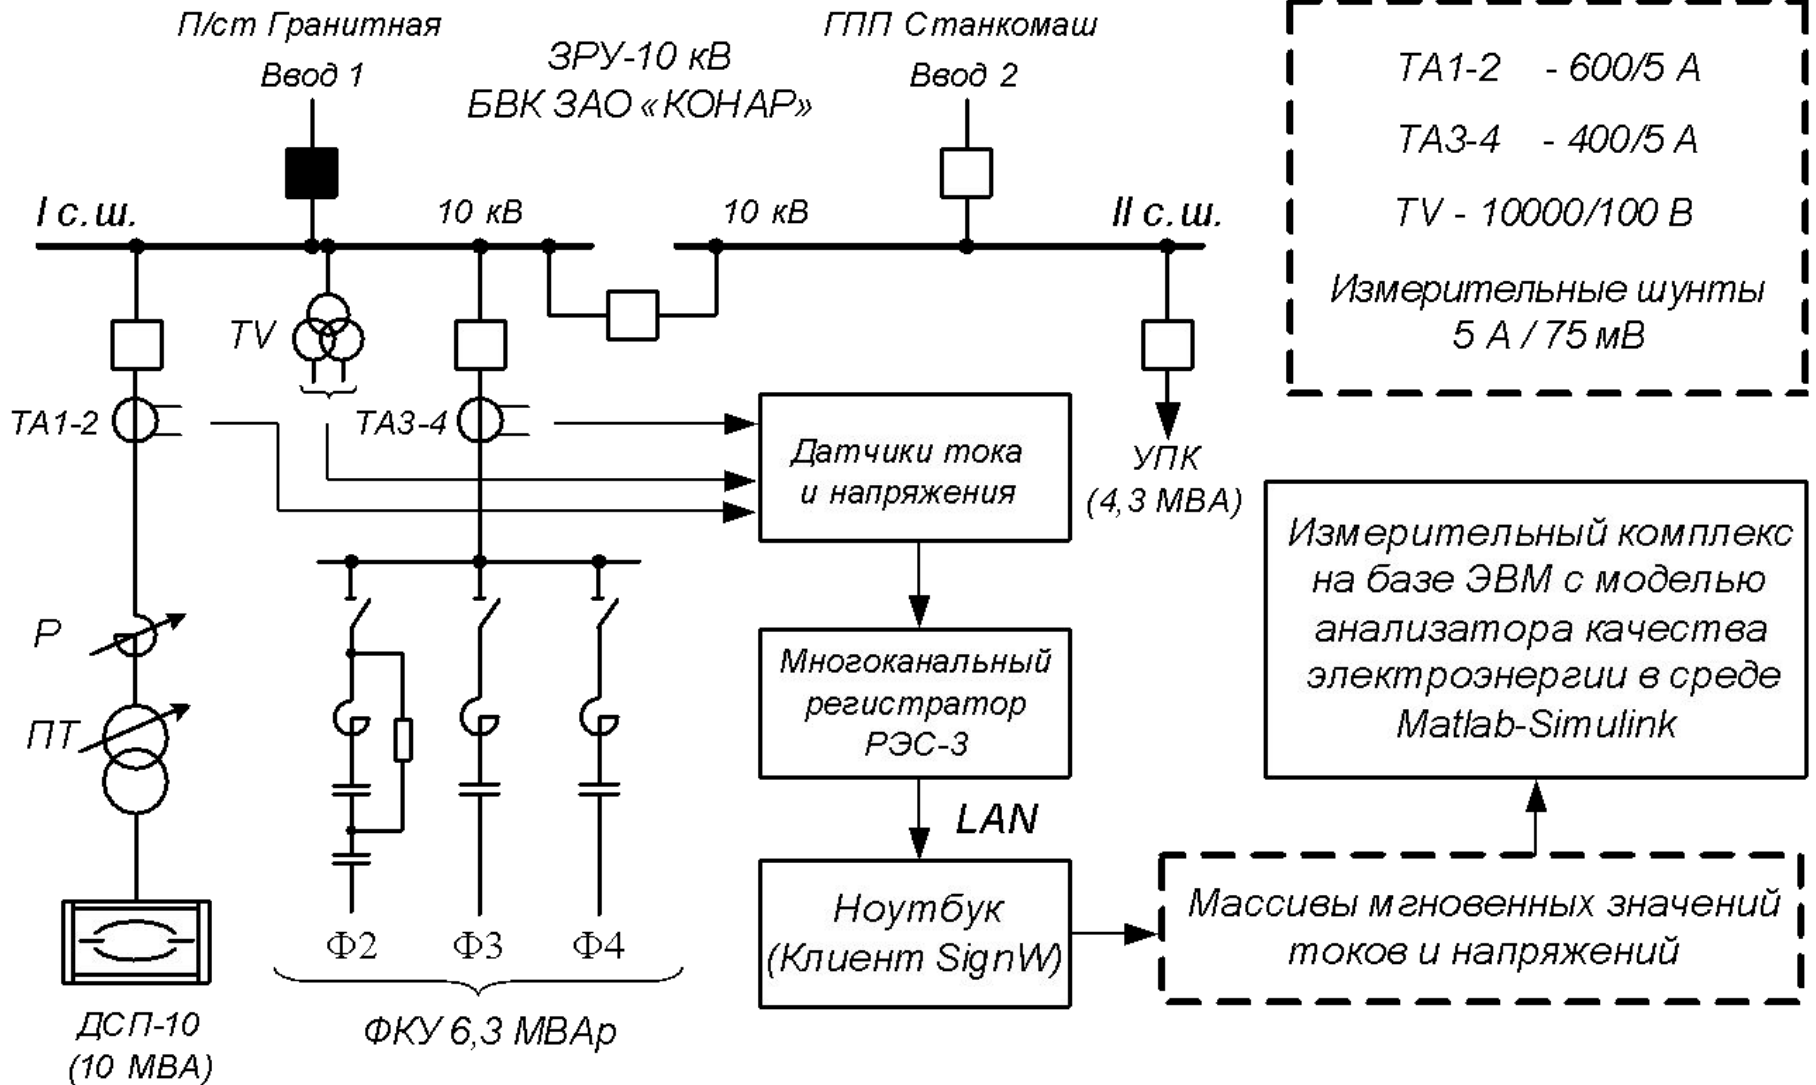 П/ст Гранитная
Ввод 1
ЗРУ-10 кВ
БВК ЗАО «КОНАР»
ГПП Станкомаш
Ввод 2
ТА1-2 - 600/5 А
ТА3-4 - 400/5 А
TV - 10000/100 В
Измерительные шунты
5 А / 75 мВ
I с.ш.
10 кВ
10 кВ
II с.ш.
TV
ТА1-2
ТА3-4
Датчики тока
и напряжения
УПК
(4,3 МВА)
Измерительный комплекс
на базе ЭВМ с моделью
анализатора качества
электроэнергии в среде
Matlab-Simulink
Р
ПТ
Многоканальный
регистратор
РЭС-3
LAN
Ноутбук
(Клиент SignW)
Массивы мгновенных значений
токов и напряжений
Ф2
Ф3
Ф4
ФКУ 6,3 МВАр
ДСП-10
(10 МВА)